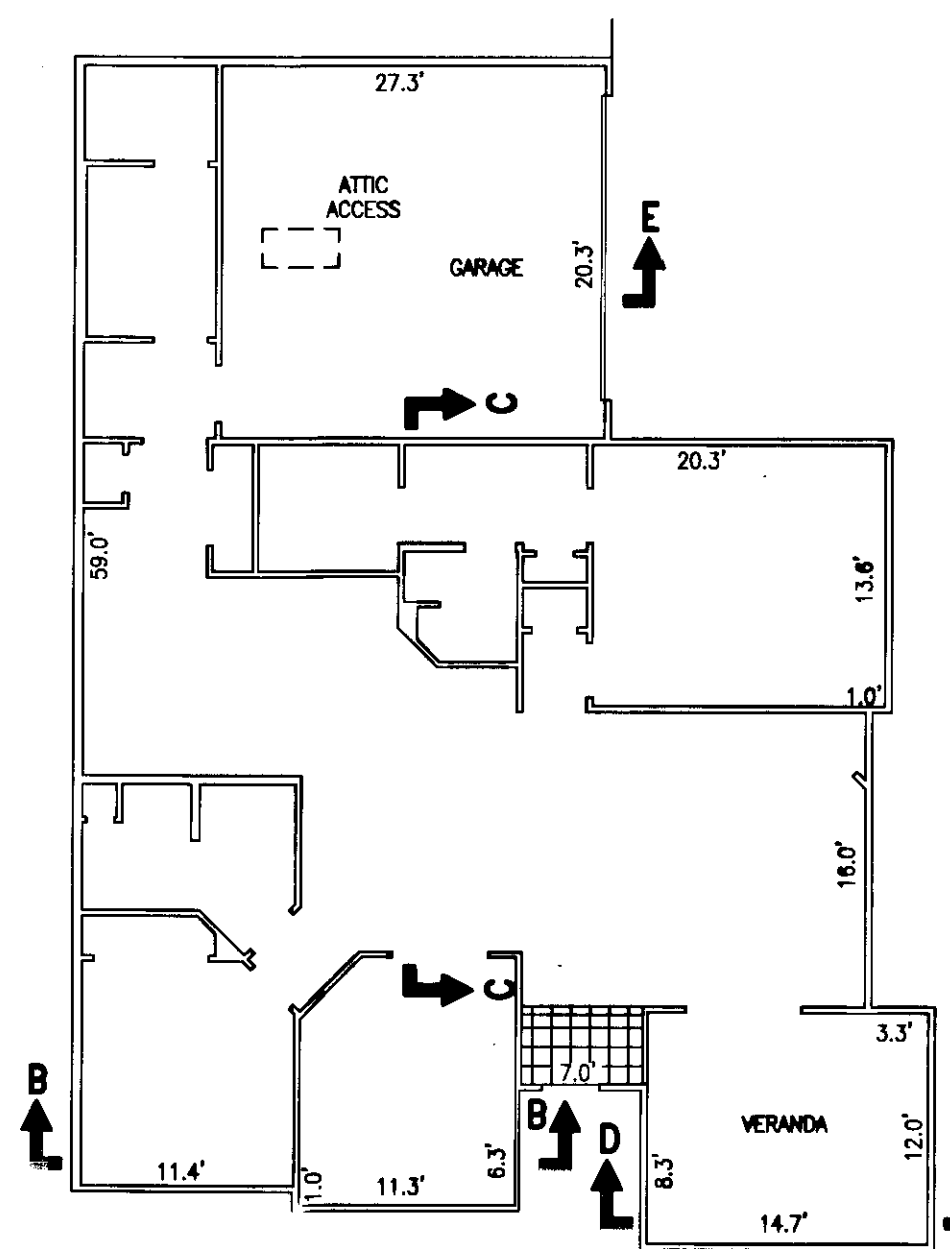 27.3'
ATTIC
ACCESS
E
GARAGE
20.3'
C
20.3'
59.0'
13.6'
1.0'
16.0'
C
3.3'
7.0'
B
B
VERANDA
D
12.0'
6.3'
8.3'
11.4'
1.0'
11.3'
14.7'